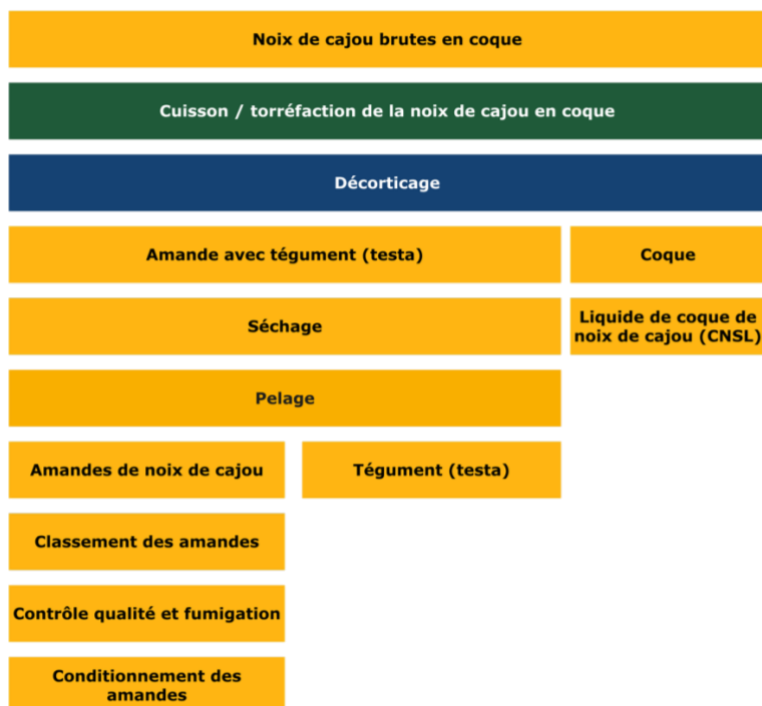 Noix de cajou brutes en coque
Cuisson / torréfaction de la noix de cajou en coque
Décorticage
Amande avec tégument (testa)
Coque
Séchage
Liquide de coque de
noix de cajou (CNSL)
Pelage
Amandes de noix de cajou
Tégument (testa)
Classement des amandes
Contrôle qualité et fumigation
Conditionnement des
amandes